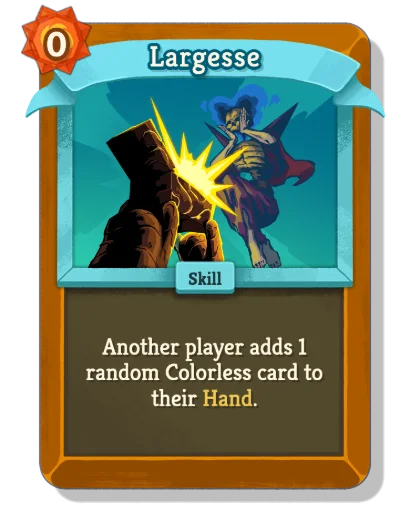 0
Largesse
Skill
Another player adds 1
random Colorless card to
their Hand.